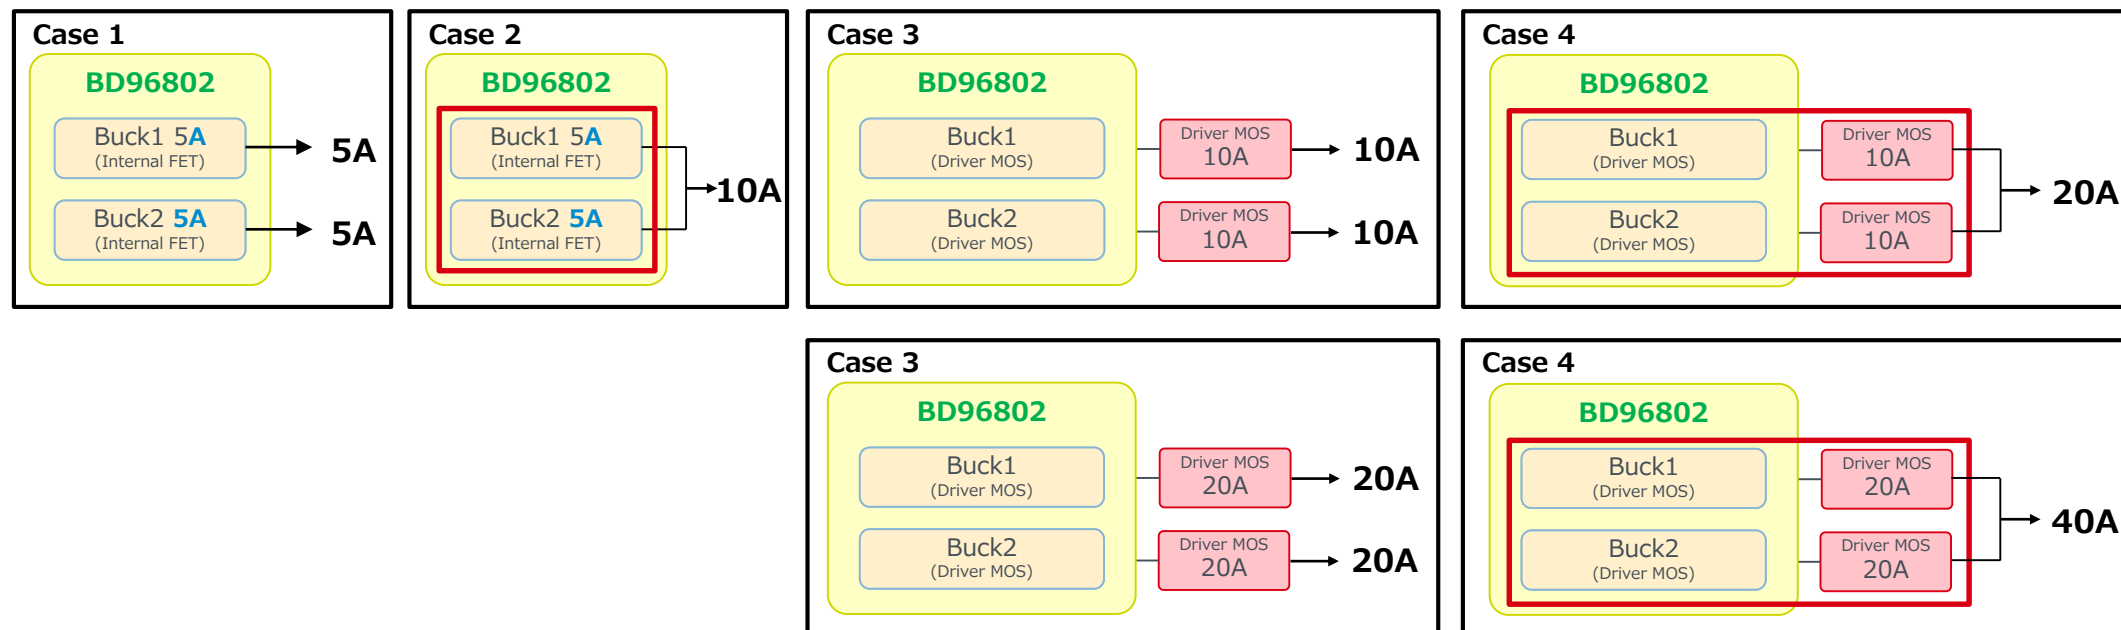 Case 1
BD96802
Buck1 5A
(Internal FET)
5A
Buck2 5A
(Internal FET)
5A
Case 2
BD96802
Buck1 5A
(Internal FET)
Buck2 5A
(Internal FET)
10A
Case 3
BD96802
Buck1
(Driver MOS)
Driver MOS
10A
10A
Buck2
(Driver MOS)
Driver MOS
10A
10A
Case 4
BD96802
Buck1
(Driver MOS)
Driver MOS
10A
Buck2
(Driver MOS)
Driver MOS
10A
20A
Case 3
BD96802
Buck1
(Driver MOS)
Driver MOS
20A
20A
Buck2
(Driver MOS)
Driver MOS
20A
20A
Case 4
BD96802
Buck1
(Driver MOS)
Driver MOS
20A
Buck2
(Driver MOS)
Driver MOS
20A
40A